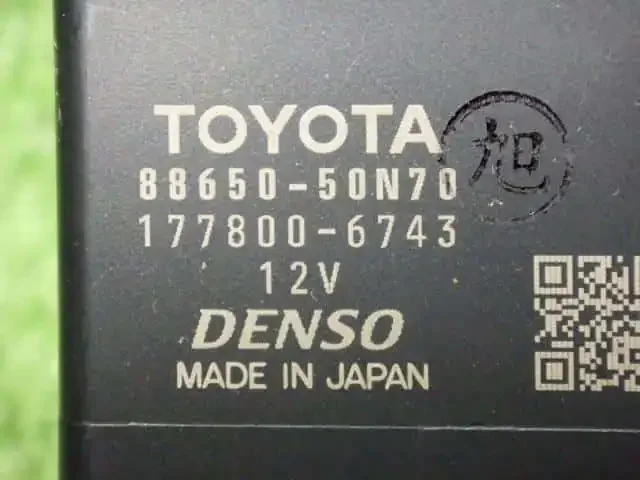 TOYOTA
旭
88650-50N70
177800-6743
12V
DENSO
MADE IN JAPAN